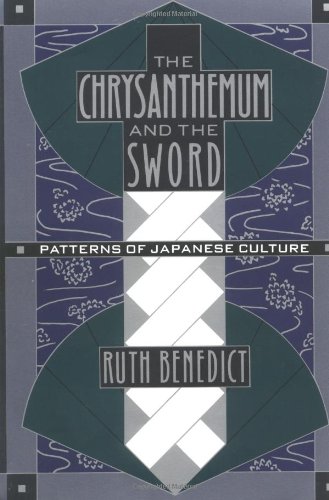 THE
CHRYSANTHEMUM
AND THE
SWORD
PATTERNS OF JAPANESE CULTURE
RUTH BENEDICT